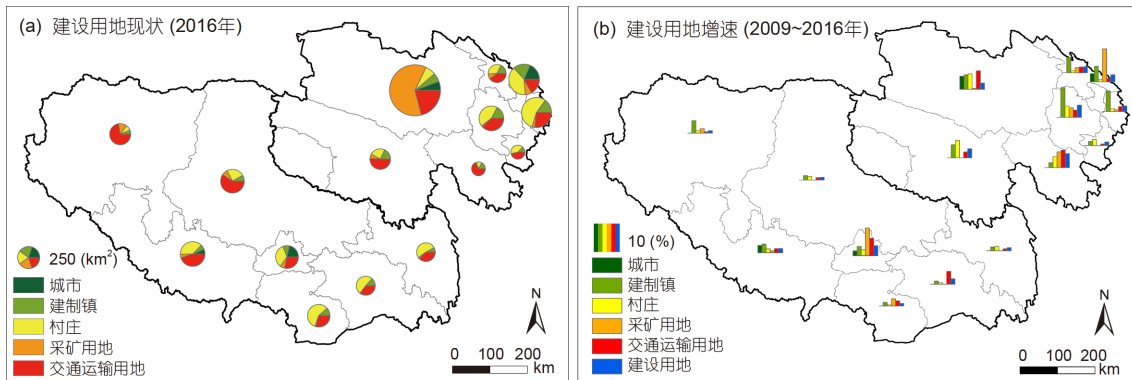 (a) 建设用地现状 (2016年)
250 (km²)
城市
建制镇
村庄
采矿用地
交通运输用地
N
0 100 200
km
(b) 建设用地增速 (2009~2016年)
10 (%)
城市
建制镇
村庄
采矿用地
交通运输用地
建设用地
N
0 100 200
km